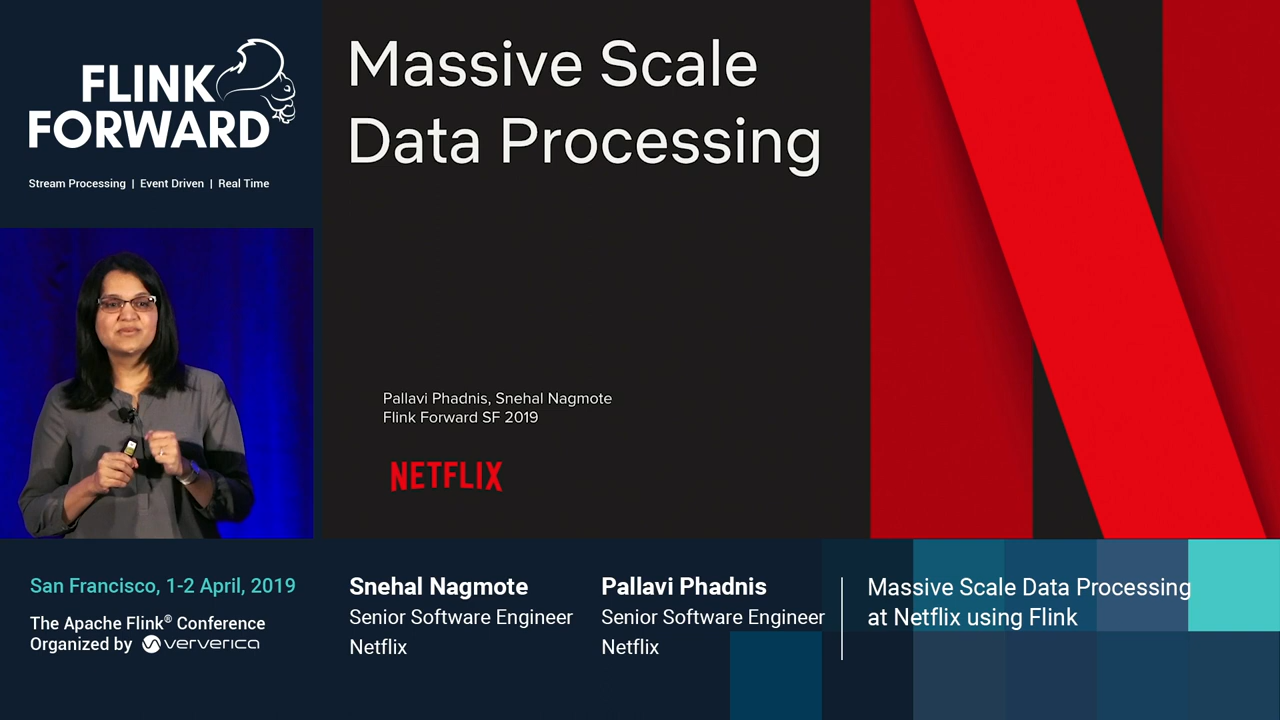 FLINK
FORWARD
Stream Processing | Event Driven | Real Time
Massive Scale
Data Processing
Pallavi Phadnis, Snehal Nagmote
Flink Forward SF 2019
NETFLIX
San Francisco, 1-2 April, 2019
The Apache Flink® Conference
Organized by ververica
Snehal Nagmote
Senior Software Engineer
Netflix
Pallavi Phadnis
Senior Software Engineer
Netflix
Massive Scale Data Processing
at Netflix using Flink